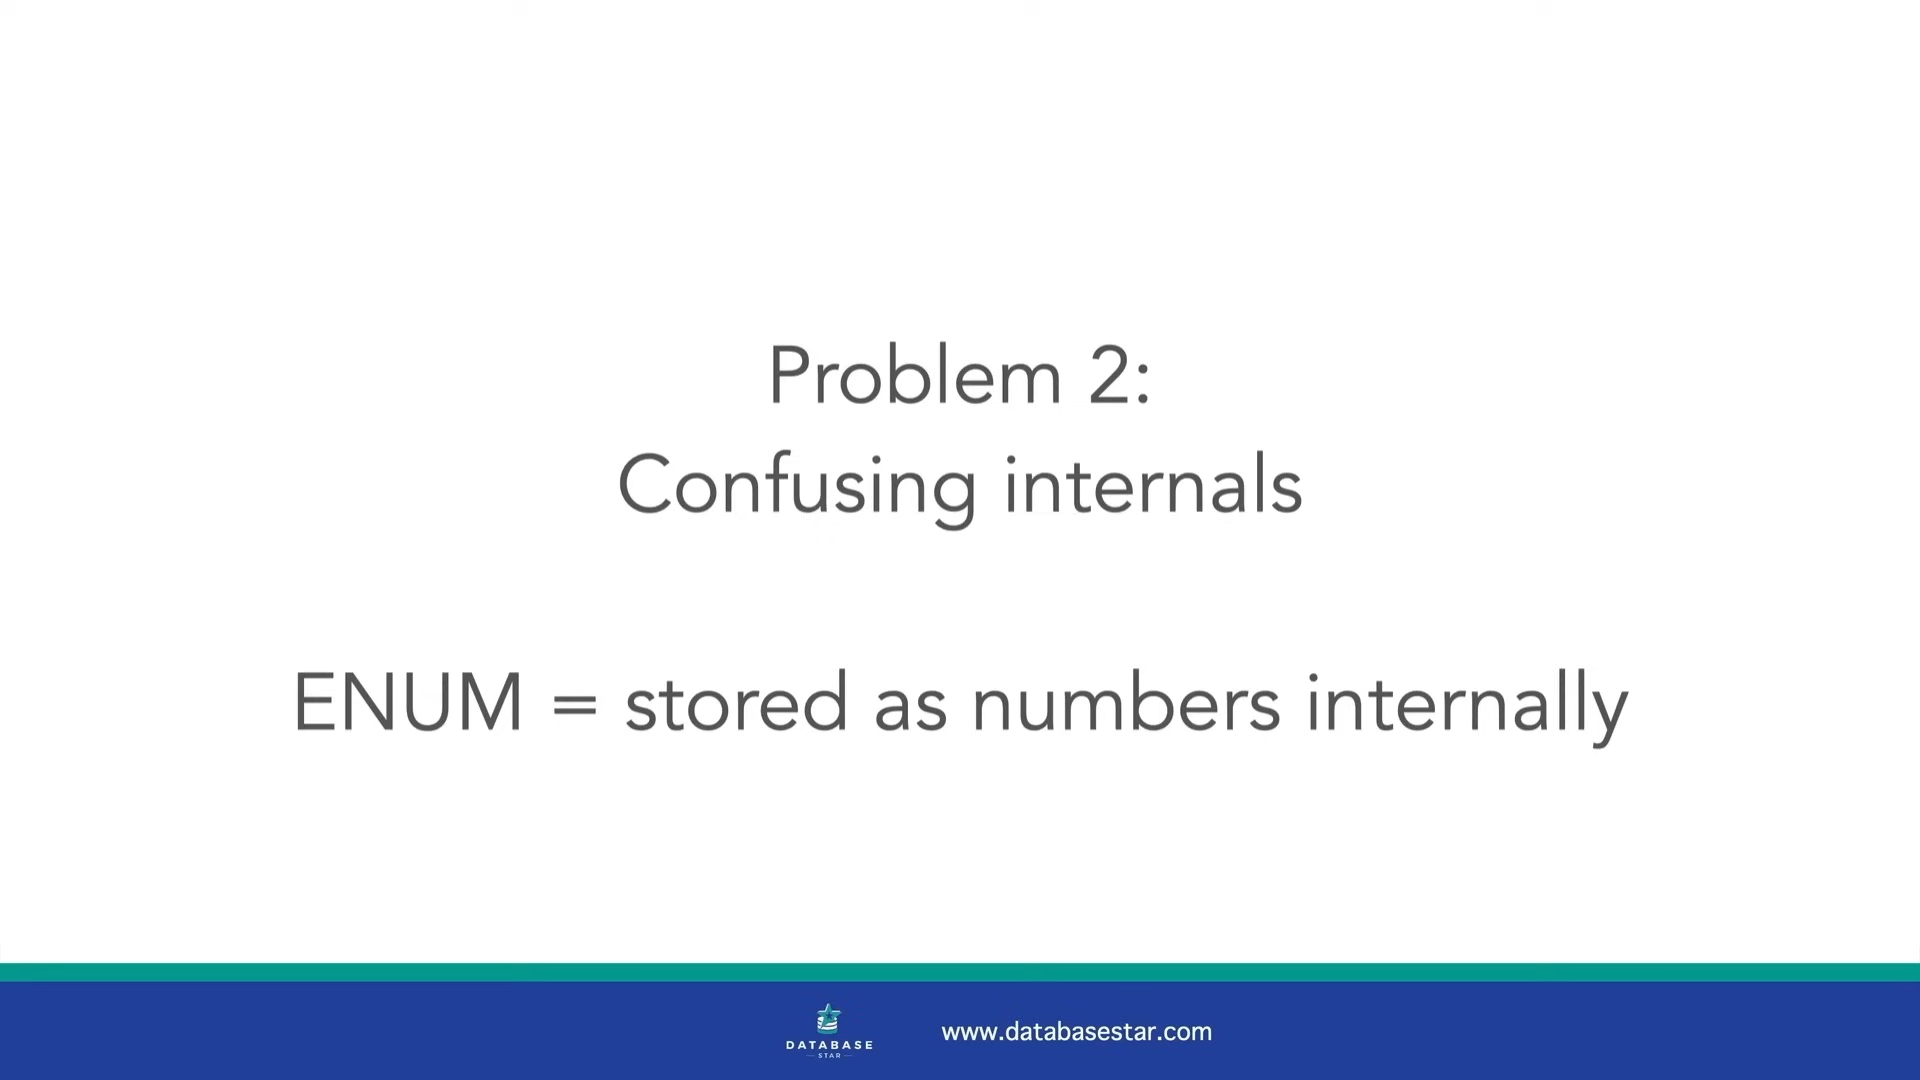 Problem 2:
Confusing internals
ENUM = stored as numbers internally
DATABASE
STAR
www.databasestar.com